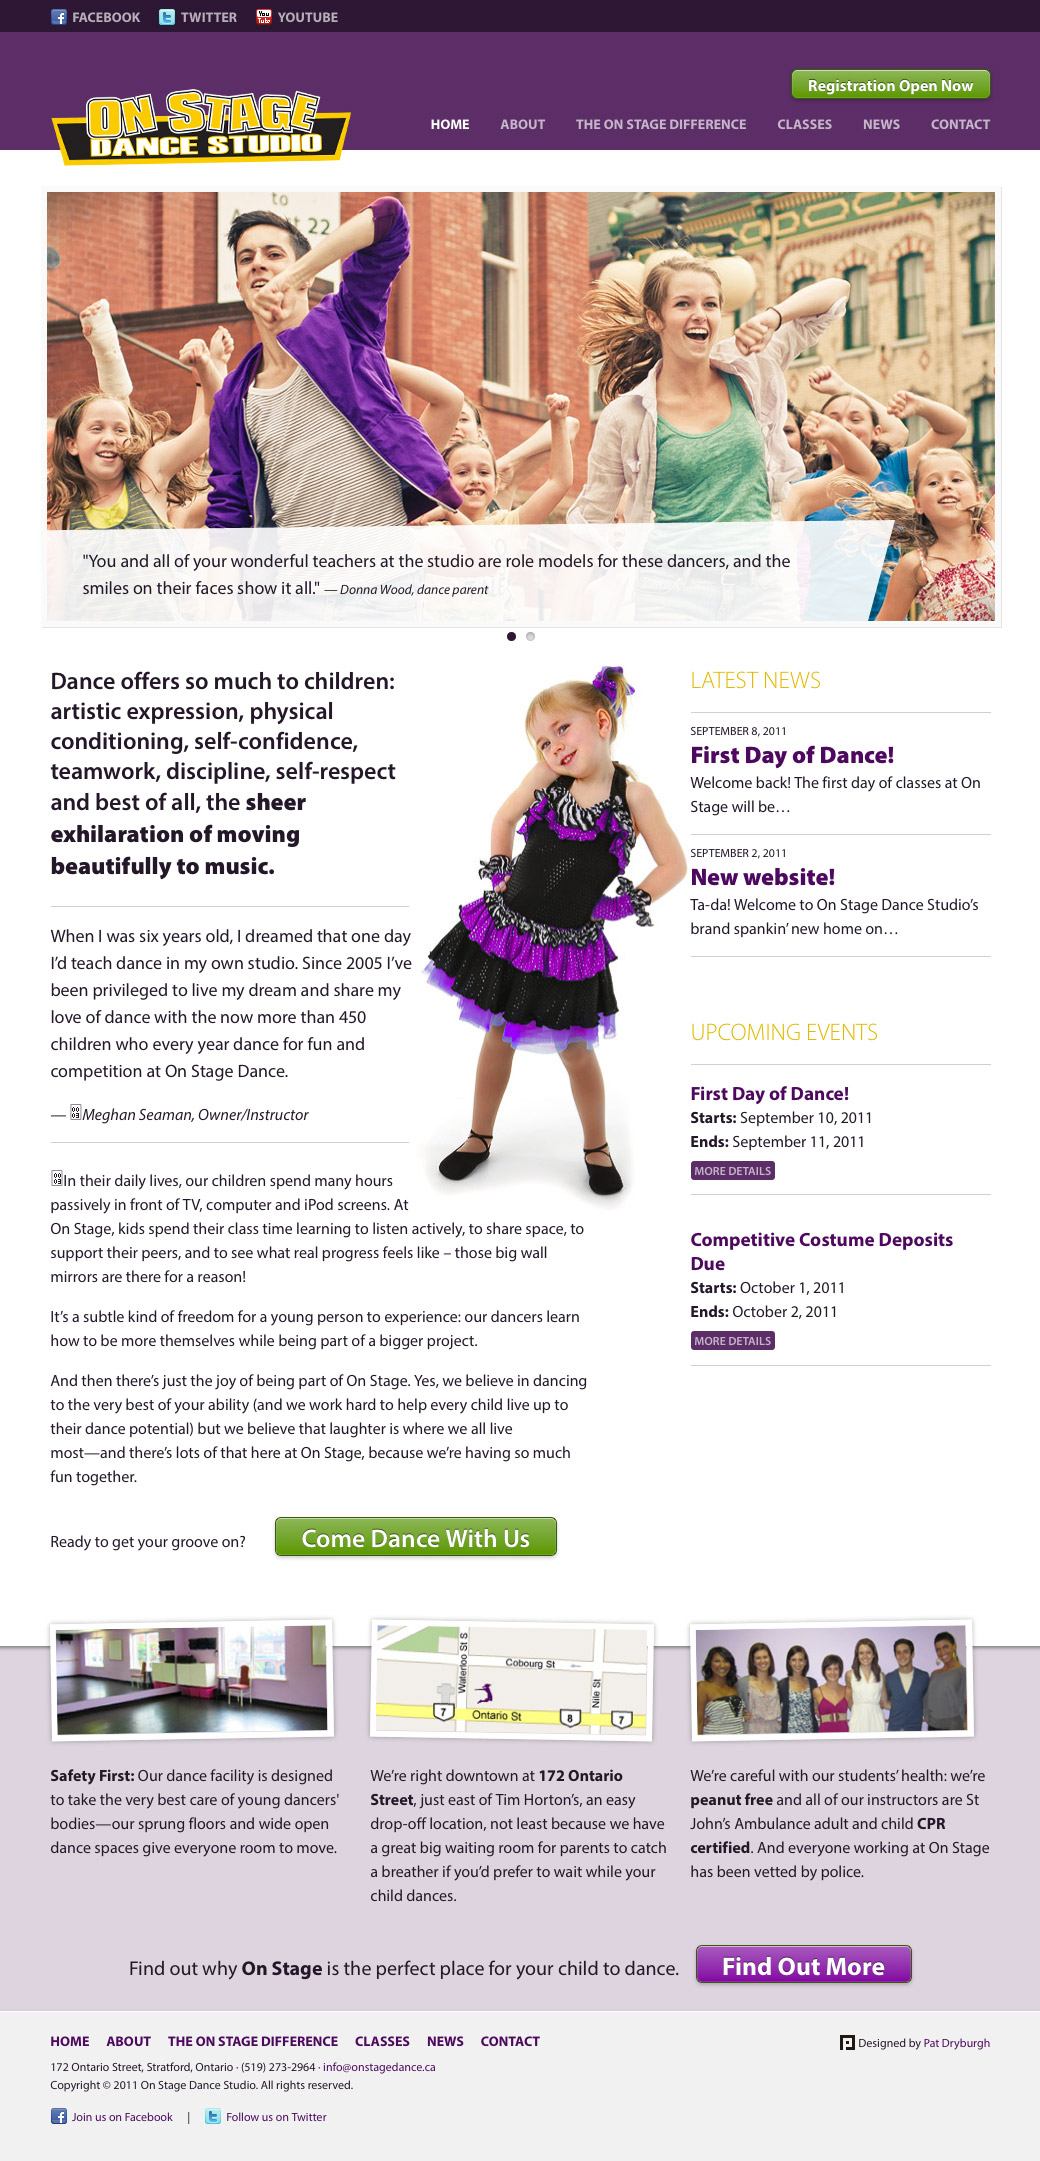 FACEBOOK TWITTER YOUTUBE
Registration Open Now
ON STAGE
DANCE STUDIO
HOME ABOUT THE ON STAGE DIFFERENCE CLASSES NEWS CONTACT
to
August 22
"You and all of your wonderful teachers at the studio are role models for these dancers, and the
smiles on their faces show it all." — Donna Wood, dance parent
Dance offers so much to children:
artistic expression, physical
conditioning, self-confidence,
teamwork, discipline, self-respect
and best of all, the sheer
exhilaration of moving
beautifully to music.
When I was six years old, I dreamed that one day
I’d teach dance in my own studio. Since 2005 I’ve
been privileged to live my dream and share my
love of dance with the now more than 450
children who every year dance for fun and
competition at On Stage Dance.
— Meghan Seaman, Owner/Instructor
In their daily lives, our children spend many hours
passively in front of TV, computer and iPod screens. At
On Stage, kids spend their class time learning to listen actively, to share space, to
support their peers, and to see what real progress feels like – those big wall
mirrors are there for a reason!
It’s a subtle kind of freedom for a young person to experience: our dancers learn
how to be more themselves while being part of a bigger project.
And then there’s just the joy of being part of On Stage. Yes, we believe in dancing
to the very best of your ability (and we work hard to help every child live up to
their dance potential) but we believe that laughter is where we all live
most—and there’s lots of that here at On Stage, because we’re having so much
fun together.
Ready to get your groove on? Come Dance With Us
LATEST NEWS
SEPTEMBER 8, 2011
First Day of Dance!
Welcome back! The first day of classes at On
Stage will be…
SEPTEMBER 2, 2011
New website!
Ta-da! Welcome to On Stage Dance Studio’s
brand spankin’ new home on…
UPCOMING EVENTS
First Day of Dance!
Starts: September 10, 2011
Ends: September 11, 2011
MORE DETAILS
Competitive Costume Deposits
Due
Starts: October 1, 2011
Ends: October 2, 2011
MORE DETAILS
Waterloo St S
Cobourg St
Nile St
7 Ontario St 8 7
Safety First: Our dance facility is designed
to take the very best care of young dancers'
bodies—our sprung floors and wide open
dance spaces give everyone room to move.
We’re right downtown at 172 Ontario
Street, just east of Tim Horton’s, an easy
drop-off location, not least because we have
a great big waiting room for parents to catch
a breather if you’d prefer to wait while your
child dances.
We’re careful with our students’ health: we’re
peanut free and all of our instructors are St
John’s Ambulance adult and child CPR
certified. And everyone working at On Stage
has been vetted by police.
Find out why On Stage is the perfect place for your child to dance. Find Out More
HOME ABOUT THE ON STAGE DIFFERENCE CLASSES NEWS CONTACT
Designed by Pat Dryburgh
172 Ontario Street, Stratford, Ontario · (519) 273-2964 · info@onstagedance.ca
Copyright © 2011 On Stage Dance Studio. All rights reserved.
Join us on Facebook | Follow us on Twitter